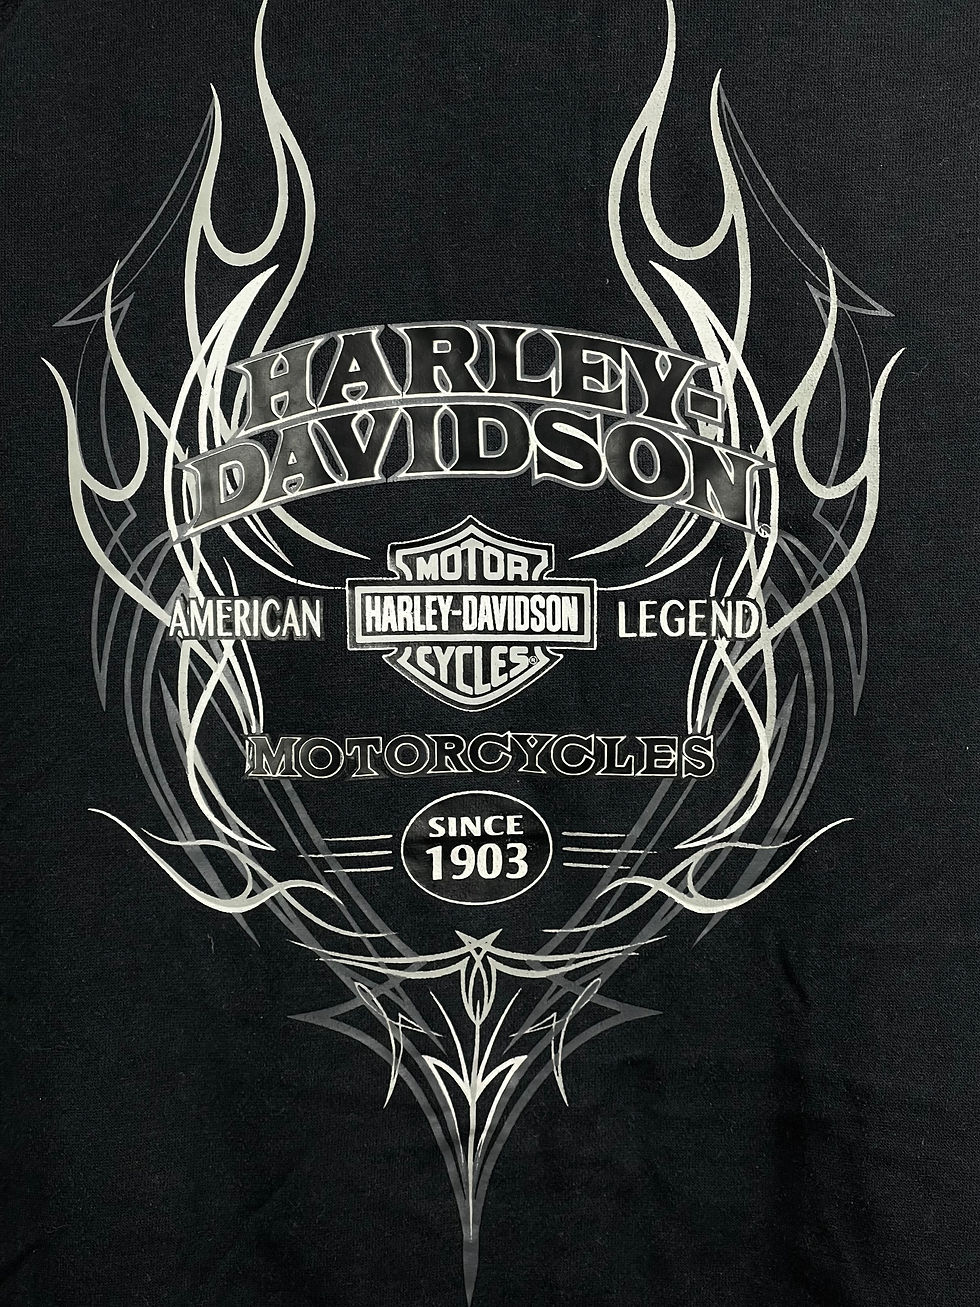 HARLEY-
DAVIDSON®
MOTOR
AMERICAN HARLEY-DAVIDSON LEGEND
CYCLES®
MOTORCYCLES
SINCE
1903